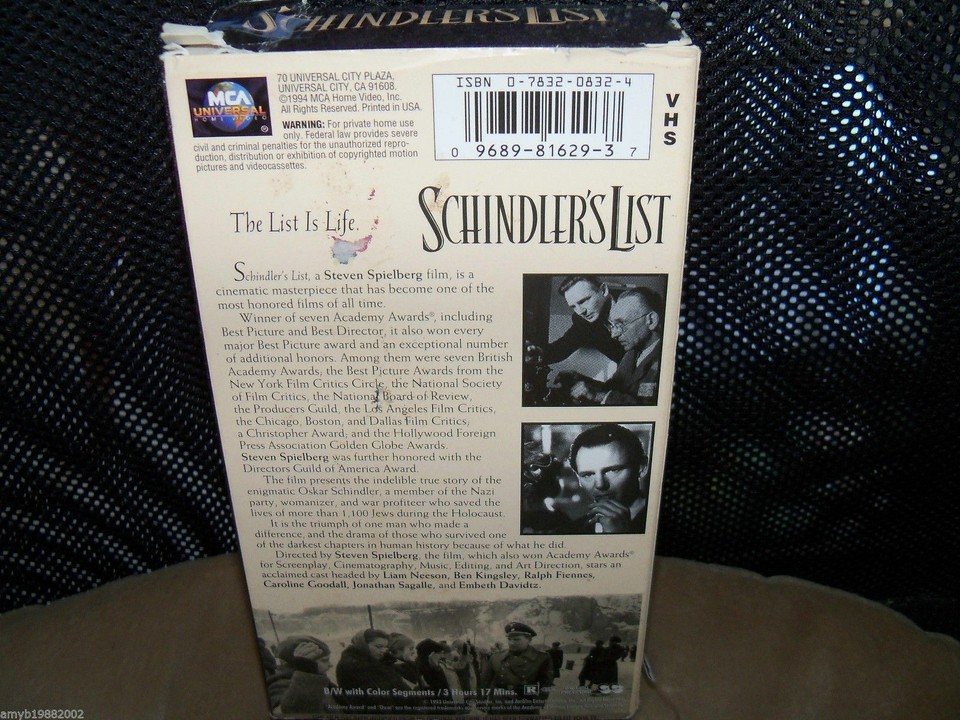 SCHINDLER'S LIST
MCA
UNIVERSAL
HOME VIDEO
®
70 UNIVERSAL CITY PLAZA,
UNIVERSAL CITY, CA 91608.
©1994 MCA Home Video, Inc.
All Rights Reserved. Printed in USA.
WARNING: For private home use
only. Federal law provides severe
civil and criminal penalties for the unauthorized repro-
duction, distribution or exhibition of copyrighted motion
pictures and videocassettes.
ISBN 0-7832-0832-4
0 9689-81629-3 7
VHS
The List Is Life.
SCHINDLER'S LIST
Schindler's List, a Steven Spielberg film, is a
cinematic masterpiece that has become one of the
most honored films of all time.
Winner of seven Academy Awards®, including
Best Picture and Best Director, it also won every
major Best Picture award and an exceptional number
of additional honors. Among them were seven British
Academy Awards; the Best Picture Awards from the
New York Film Critics Circle, the National Society
of Film Critics, the National Board of Review,
the Producers Guild, the Los Angeles Film Critics,
the Chicago, Boston, and Dallas Film Critics;
a Christopher Award; and the Hollywood Foreign
Press Association Golden Globe Awards.
Steven Spielberg was further honored with the
Directors Guild of America Award.
The film presents the indelible true story of the
enigmatic Oskar Schindler, a member of the Nazi
party, womanizer, and war profiteer who saved the
lives of more than 1,100 Jews during the Holocaust.
It is the triumph of one man who made a
difference, and the drama of those who survived one
of the darkest chapters in human history because of what he did.
Directed by Steven Spielberg, the film, which also won Academy Awards®
for Screenplay, Cinematography, Music, Editing, and Art Direction, stars an
acclaimed cast headed by Liam Neeson, Ben Kingsley, Ralph Fiennes,
Caroline Goodall, Jonathan Sagalle, and Embeth Davidtz.
B/W with Color Segments / 3 Hours 17 Mins. R
© 1993 Universal City Studios, Inc. and Amblin Entertainment
amyb19882002